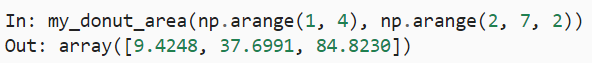 In: my_donut_area(np.arange(1, 4), np.arange(2, 7, 2))
Out: array([9.4248, 37.6991, 84.8230])